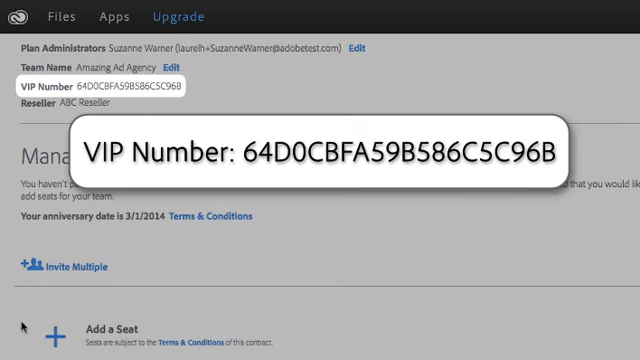 Files Apps Upgrade
Plan Administrators Suzanne Warner (laurelh+SuzanneWarner@adobetest.com) Edit
Team Name Amazing Ad Agency Edit
VIP Number 64D0CBFA59B586C5C96B
Reseller ABC Reseller
VIP Number: 64D0CBFA59B586C5C96B
Mana
You haven't p that you would like
add seats for your team.
Your anniversary date is 3/1/2014 Terms & Conditions
Invite Multiple
Add a Seat
Seats are subject to the Terms & Conditions of this contract.